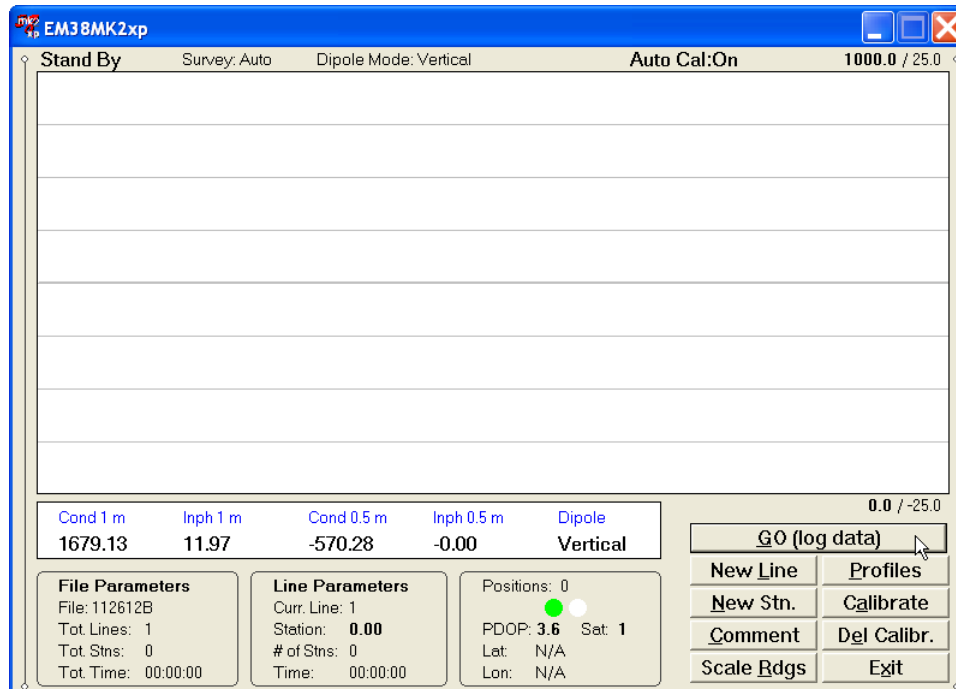 mk2 xp EM38MK2xp
Stand By Survey: Auto Dipole Mode: Vertical Auto Cal:On 1000.0 / 25.0
0.0 / -25.0
Cond 1 m Inph 1 m Cond 0.5 m Inph 0.5 m Dipole
1679.13 11.97 -570.28 -0.00 Vertical
GO (log data)
New Line Profiles
New Stn. Calibrate
Comment Del Calibr.
Scale Rdgs Exit
File Parameters
File: 112612B
Tot. Lines: 1
Tot. Stns: 0
Tot. Time: 00:00:00
Line Parameters
Curr. Line: 1
Station: 0.00
# of Stns: 0
Time: 00:00:00
Positions: 0
PDOP: 3.6 Sat: 1
Lat: N/A
Lon: N/A